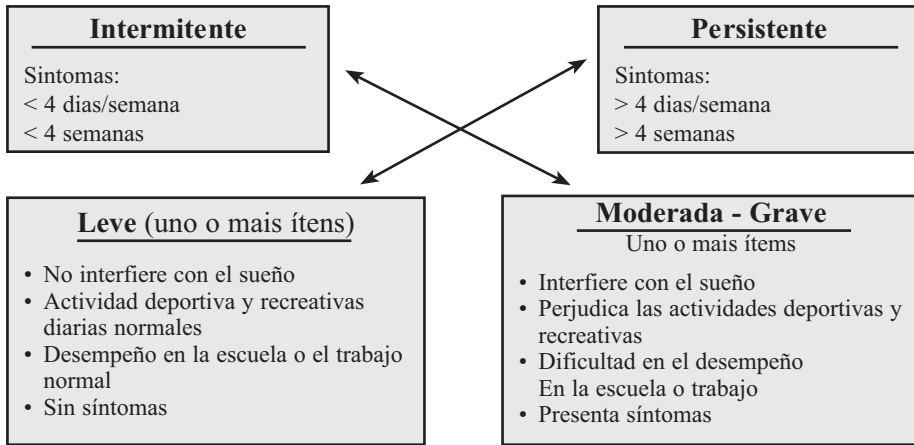 Intermitente
Sintomas:
< 4 dias/semana
< 4 semanas
Persistente
Sintomas:
> 4 dias/semana
> 4 semanas
Leve (uno o mais ítens)
• No interfiere con el sueño
• Actividad deportiva y recreativas
diarias normales
• Desempeño en la escuela o el trabajo
normal
• Sin síntomas
Moderada - Grave
Uno o mais ítems
• Interfiere con el sueño
• Perjudica las actividades deportivas y
recreativas
• Dificultad en el desempeño
En la escuela o trabajo
• Presenta síntomas